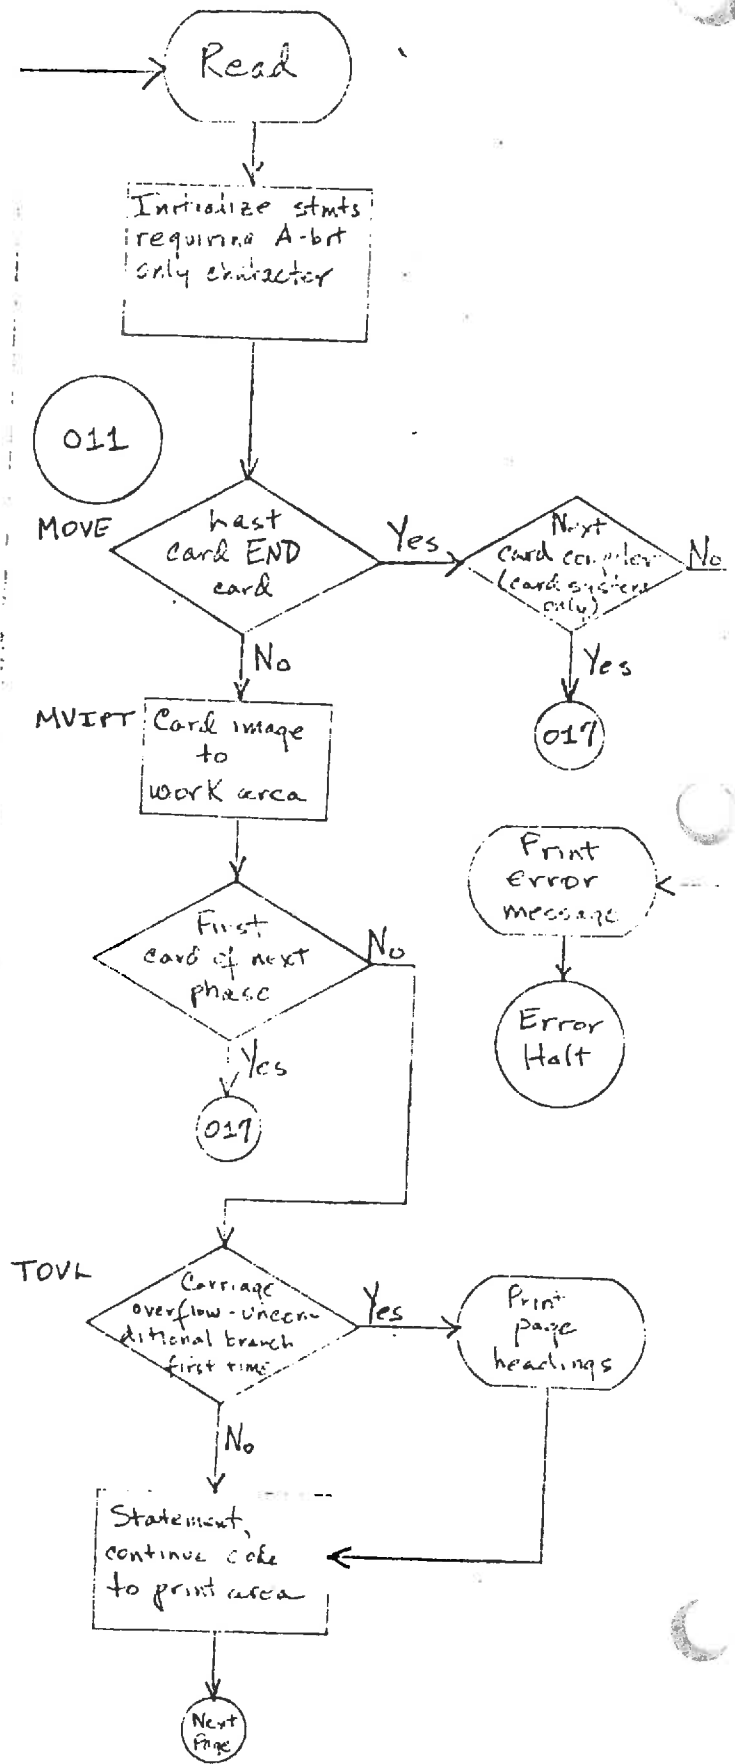 Read
Initialize stmts
requiring A-bit
only character
011
MOVE
Last
card END
card
Yes
Next
card compiler
(card system
only)
No
No
Yes
MVIPT
Card image
to
work area
017
Print
error
message
First
card of next
phase
No
Error
Halt
Yes
017
TOVL
Carriage
overflow-uncon-
ditional branch
first time
Yes
Print
page
headings
No
Statement,
continue code
to print area
Next
Page